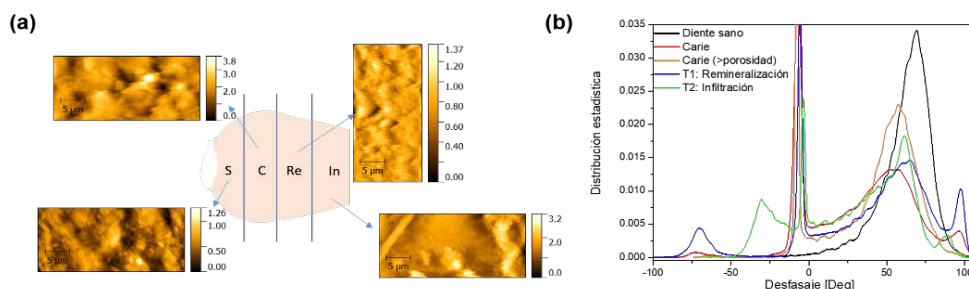 (a)
(b)
3.8
3.0
2.0
1.0
0.0
5 µm
1.37
1.20
1.00
0.80
0.60
0.40
0.20
0.00
5 µm
S
C
Re
In
1.26
1.00
0.50
0.00
5 µm
3.2
2.0
1.0
0.0
5 µm
Distribución estadistica
0.035
0.030
0.025
0.020
0.015
0.010
0.005
0.000
Diente sano
Carie
Carie (>porosidad)
T1: Remineralización
T2: Infiltración
-100
-50
0
50
100
Desfasaje [Deg]